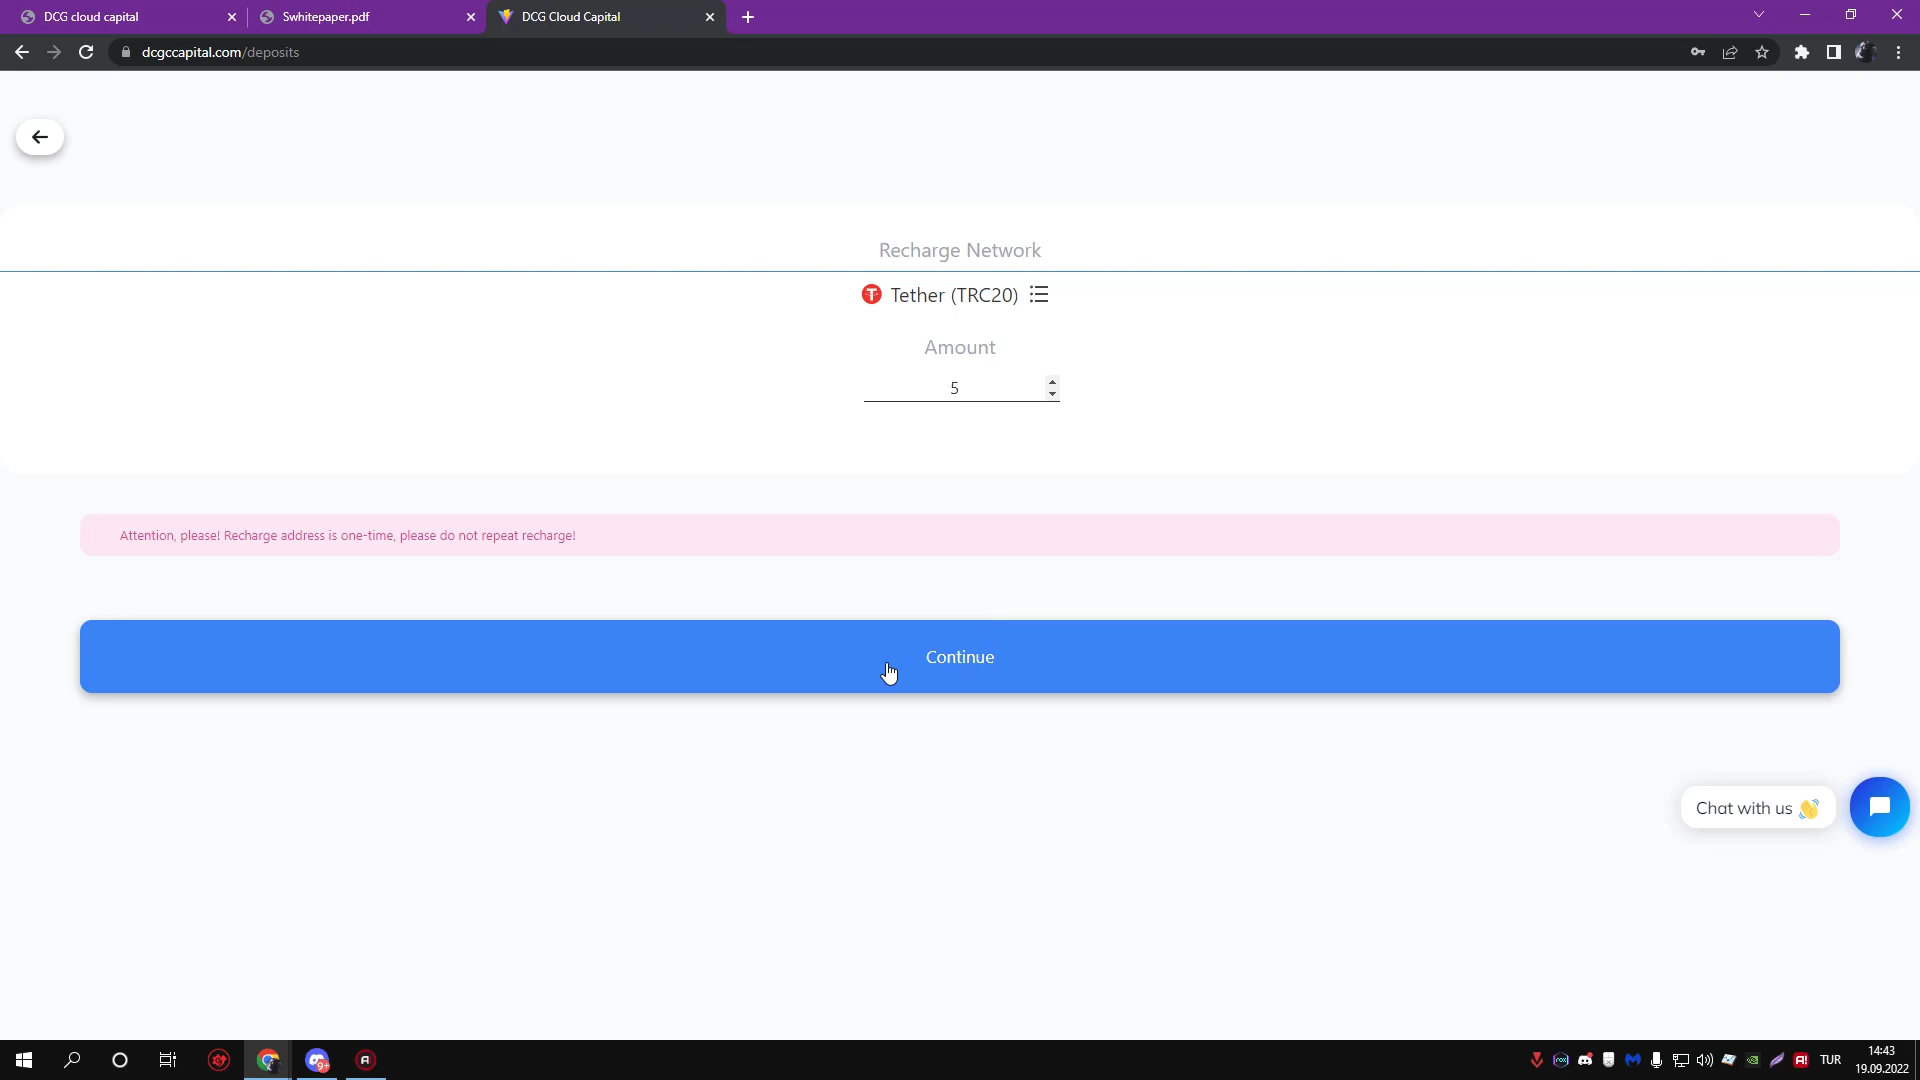 DCG cloud capital
Swhitepaper.pdf
DCG Cloud Capital
dcgccapital.com/deposits
Recharge Network
Tether (TRC20)
Amount
5
Attention, please! Recharge address is one-time, please do not repeat recharge!
Continue
Chat with us 👋
9+
TUR
14:43
19.09.2022